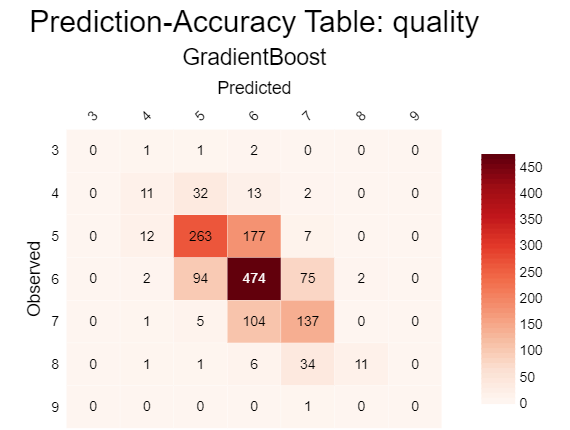 Prediction-Accuracy Table: quality
GradientBoost
Predicted
3 4 5 6 7 8 9
3 0 1 1 2 0 0 0
4 0 11 32 13 2 0 0
5 0 12 263 177 7 0 0
6 0 2 94 474 75 2 0
7 0 1 5 104 137 0 0
8 0 1 1 6 34 11 0
9 0 0 0 0 1 0 0
Observed
450
400
350
300
250
200
150
100
50
0